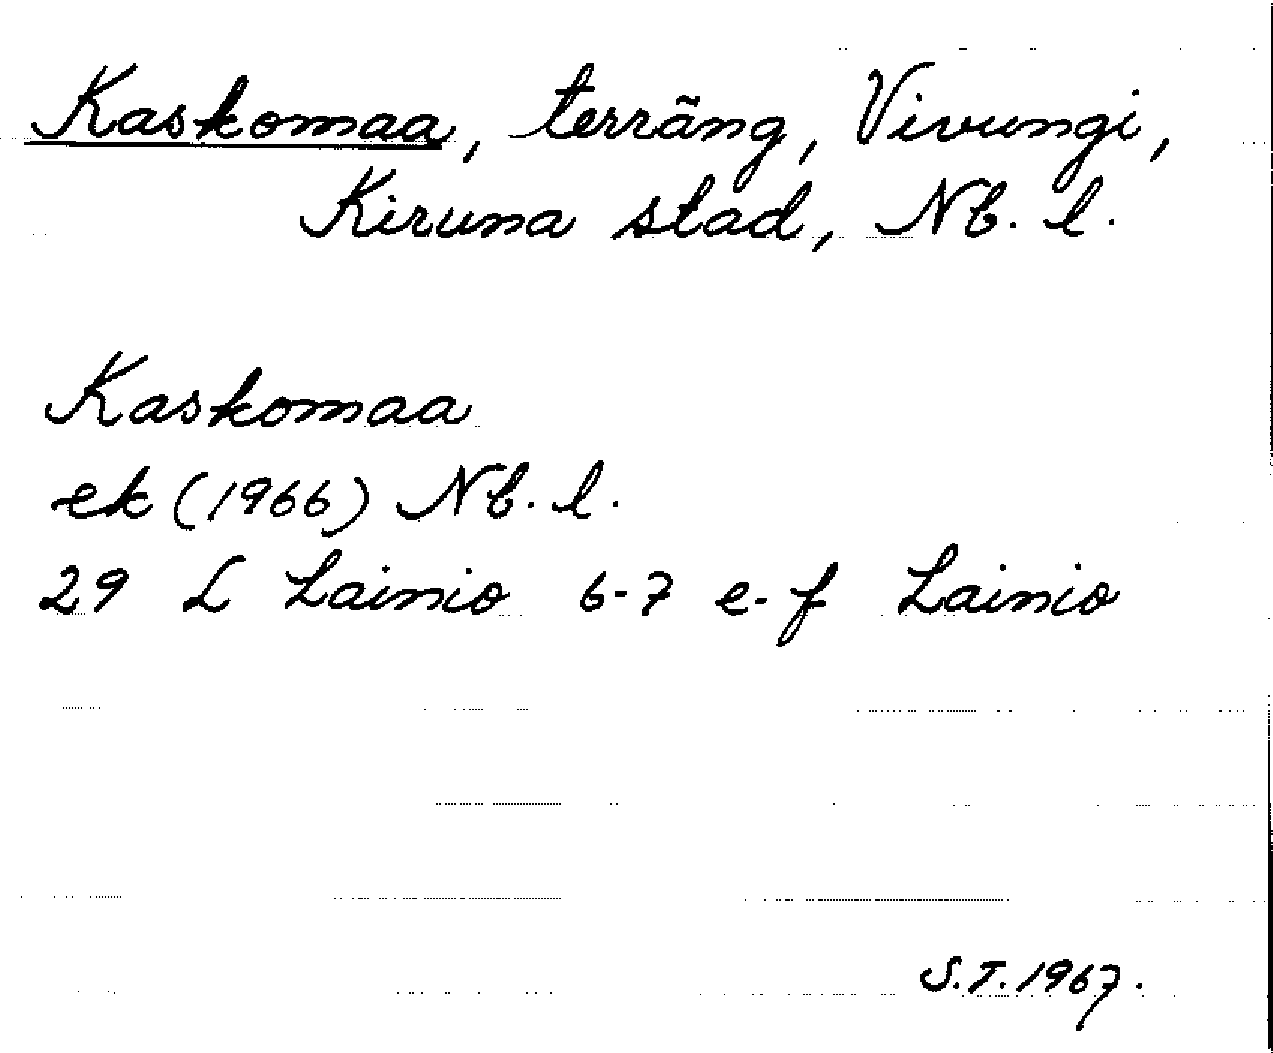 Kaskomaa, terräng, Vivungi,
Kiruna stad, Nb. l.
Kaskomaa
ek (1966) Nb. l.
29 L Lainio 6-7 e-f Lainio
S.T. 1967.